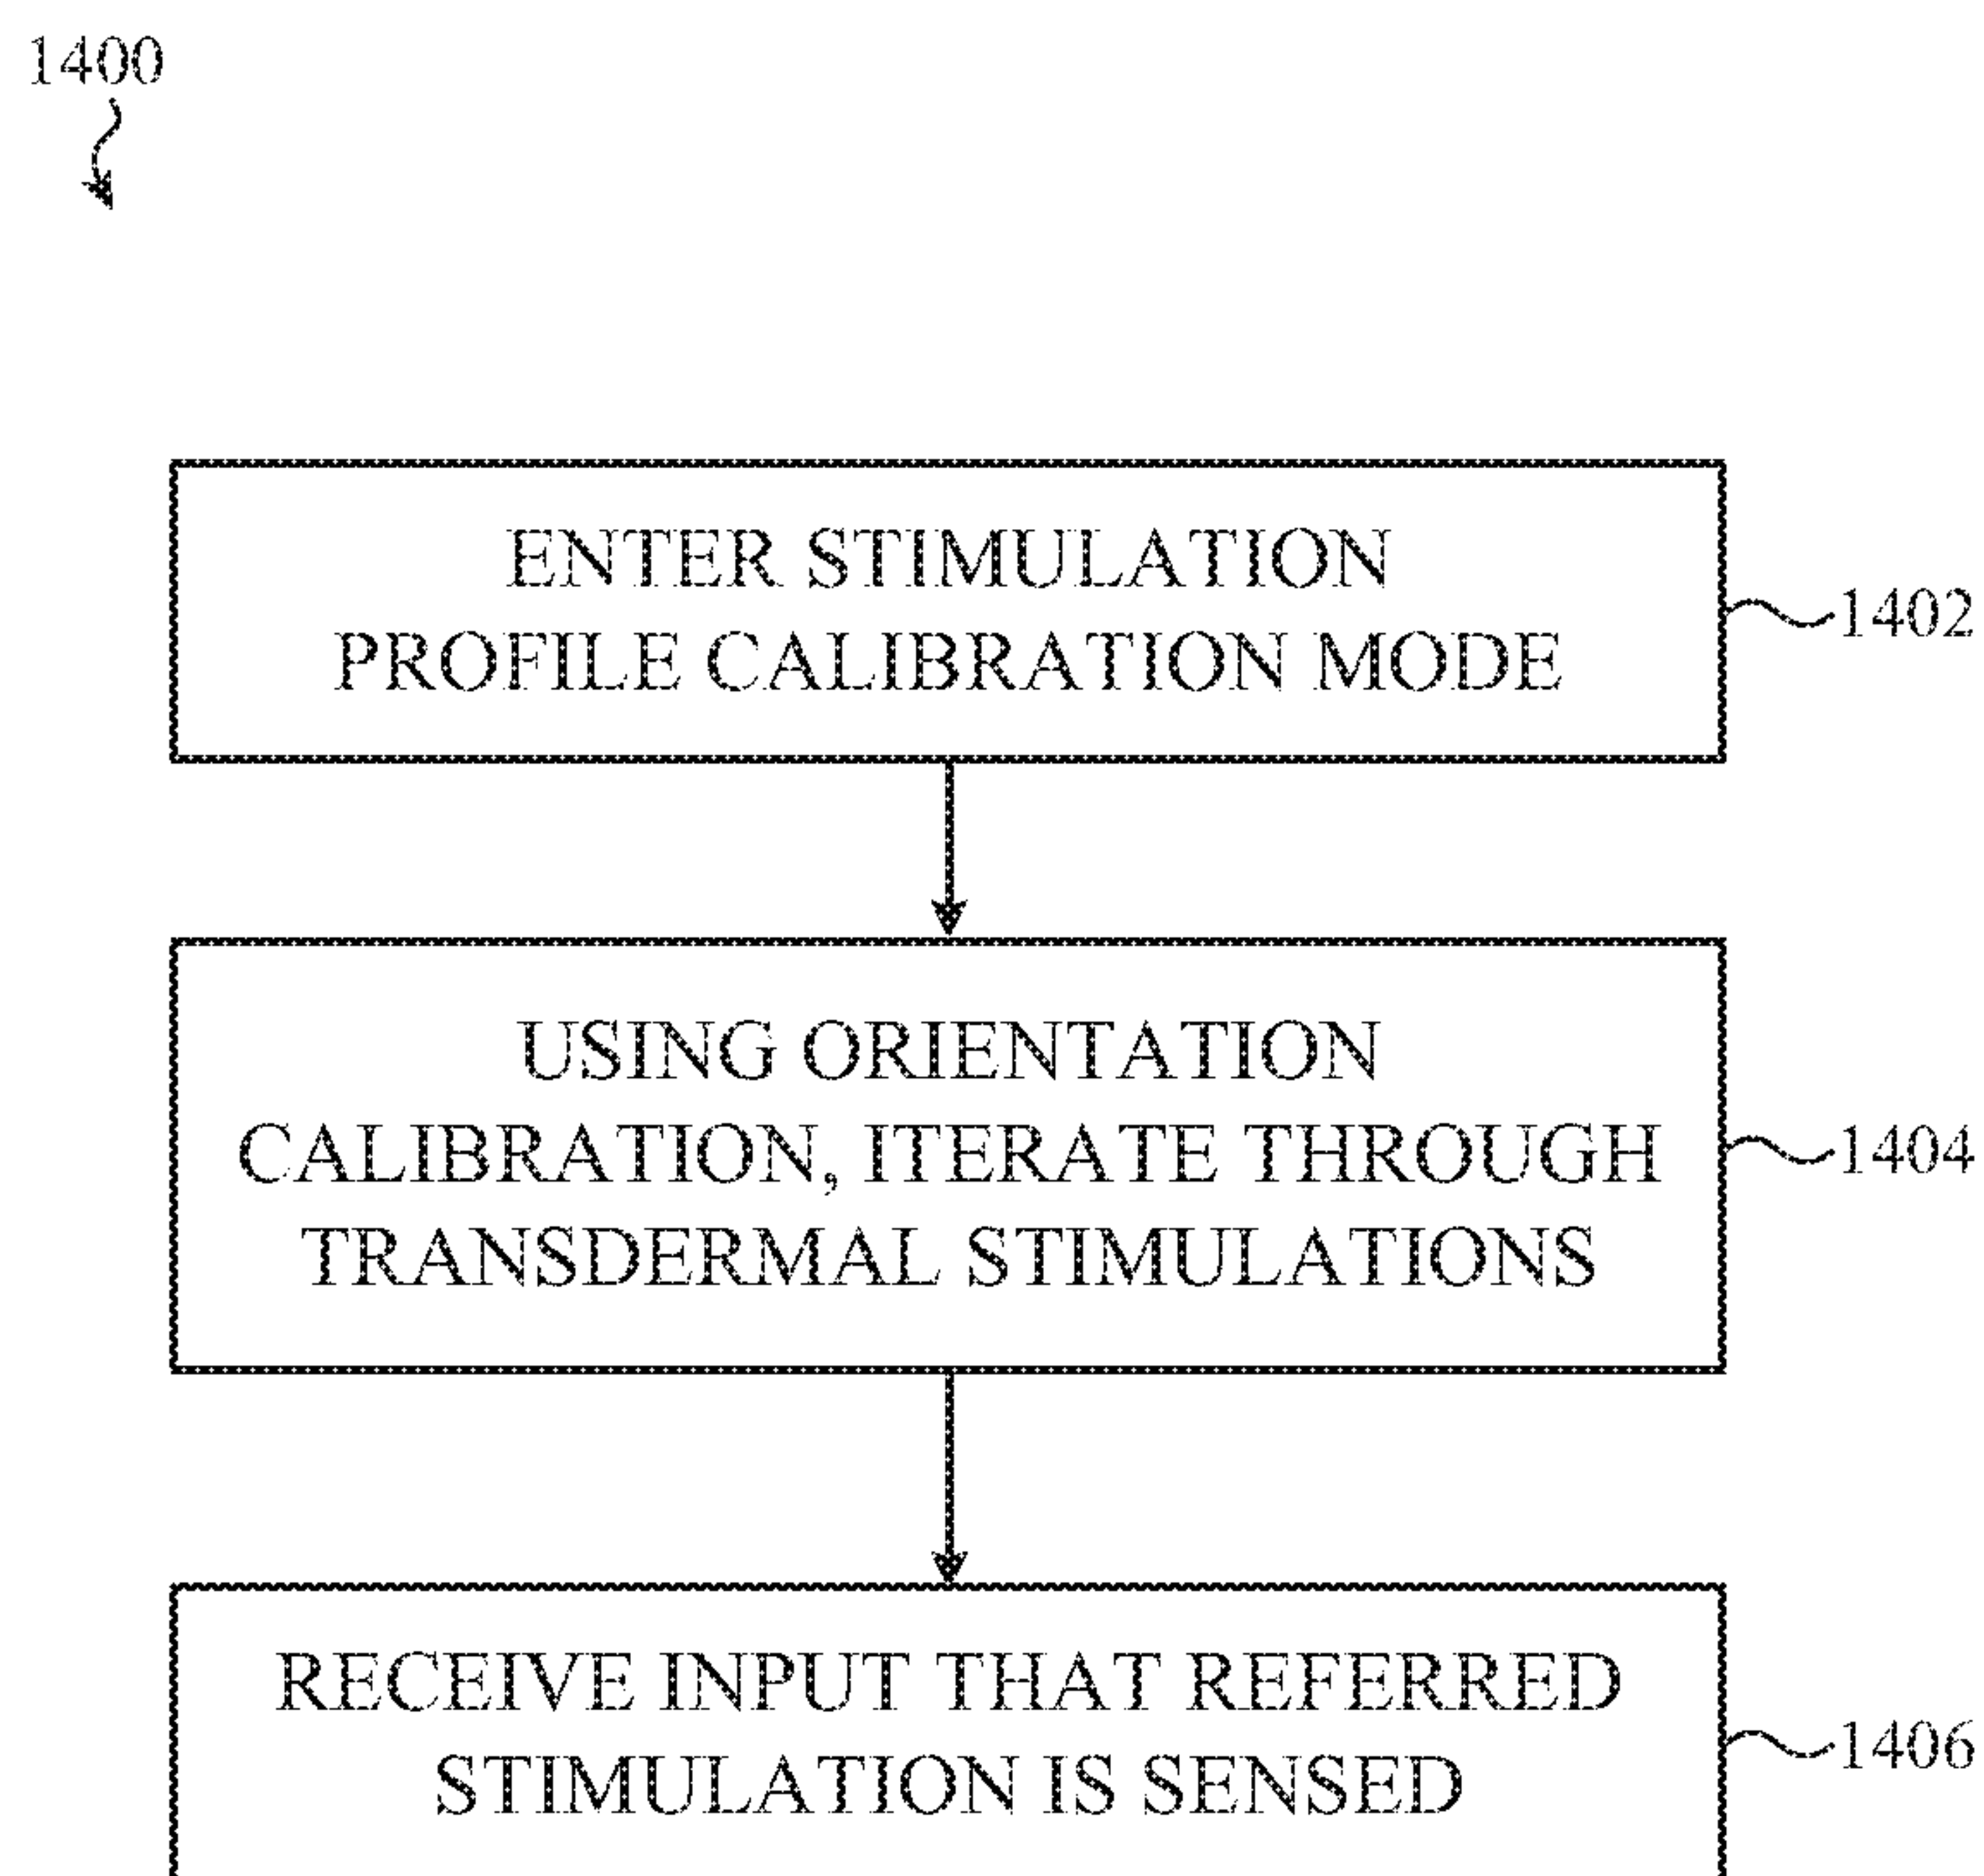 1400
ENTER STIMULATION
PROFILE CALIBRATION MODE
1402
USING ORIENTATION
CALIBRATION, ITERATE THROUGH
TRANSDERMAL STIMULATIONS
1404
RECEIVE INPUT THAT REFERRED
STIMULATION IS SENSED
1406